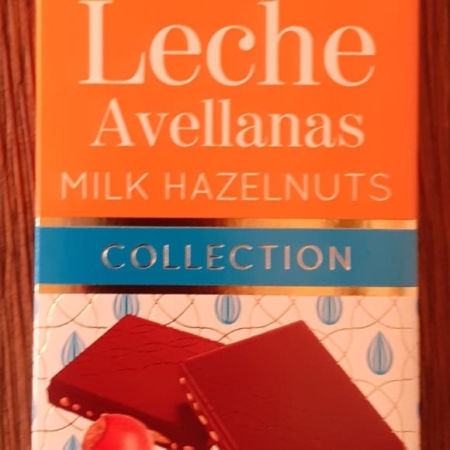 Leche
Avellanas
MILK HAZELNUTS
COLLECTION